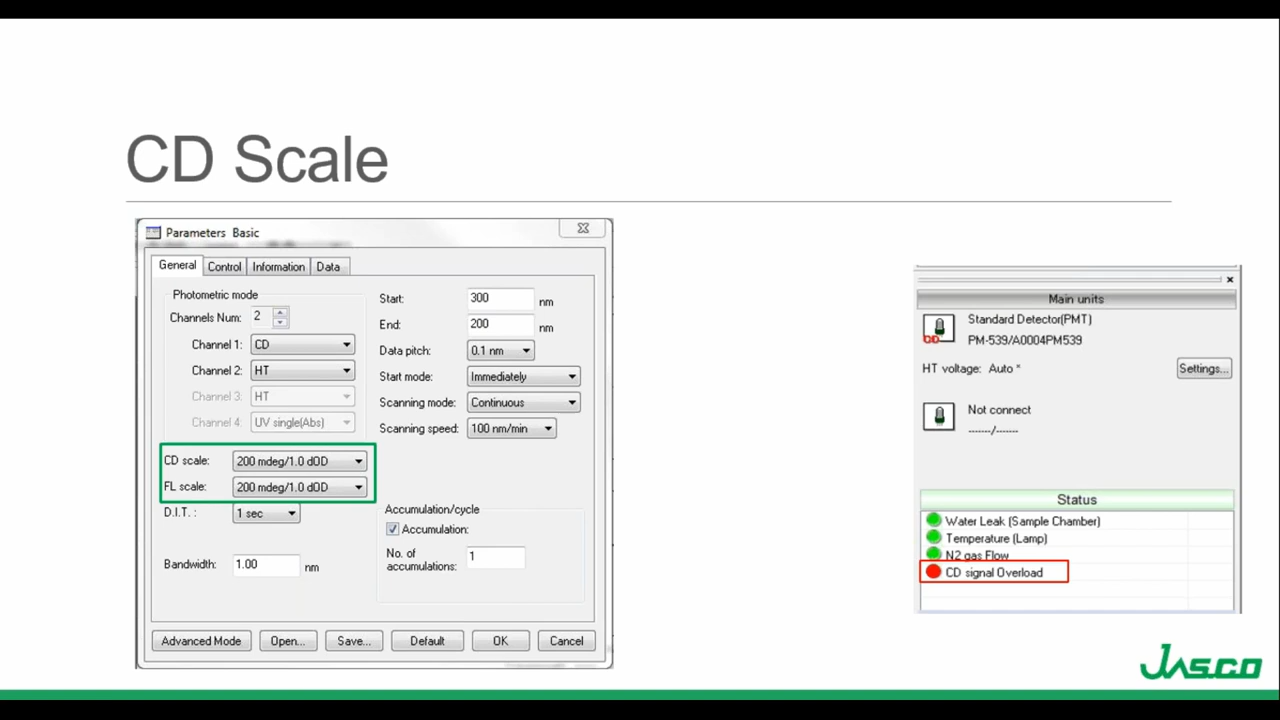 CD Scale
Parameters Basic
General Control Information Data
Photometric mode
Channels Num: 2
Channel 1: CD
Channel 2: HT
Channel 3: HT
Channel 4: UV single(Abs)
CD scale: 200 mdeg/1.0 dOD
FL scale: 200 mdeg/1.0 dOD
D.I.T. : 1 sec
Bandwidth: 1.00 nm
Start: 300 nm
End: 200 nm
Data pitch: 0.1 nm
Start mode: Immediately
Scanning mode: Continuous
Scanning speed: 100 nm/min
Accumulation/cycle
Accumulation:
No. of
accumulations: 1
Advanced Mode Open... Save... Default OK Cancel
Main units
CD
Standard Detector(PMT)
PM-539/A0004PM539
HT voltage: Auto * Settings...
Not connect
------/------
Status
Water Leak (Sample Chamber)
Temperature (Lamp)
N2 gas Flow
CD signal Overload
JASCO